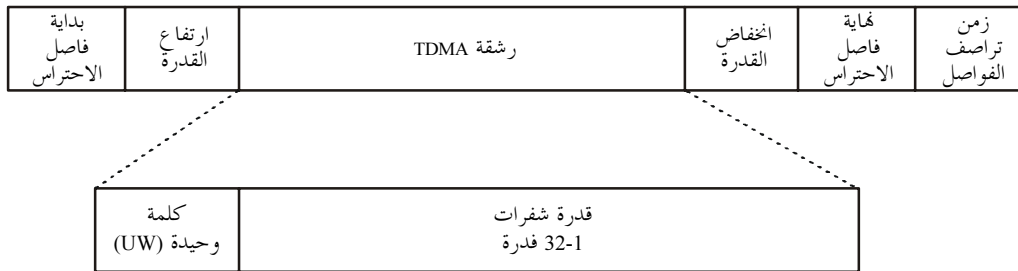 بداية
فاصل
الاحتراس
ارتفاع
القدرة
رشقة TDMA
انخفاض
القدرة
نهاية
فاصل
الاحتراس
زمن
تراصف
الفواصل
كلمة
وحيدة (UW)
قدرة شفرات
32-1 فدرة